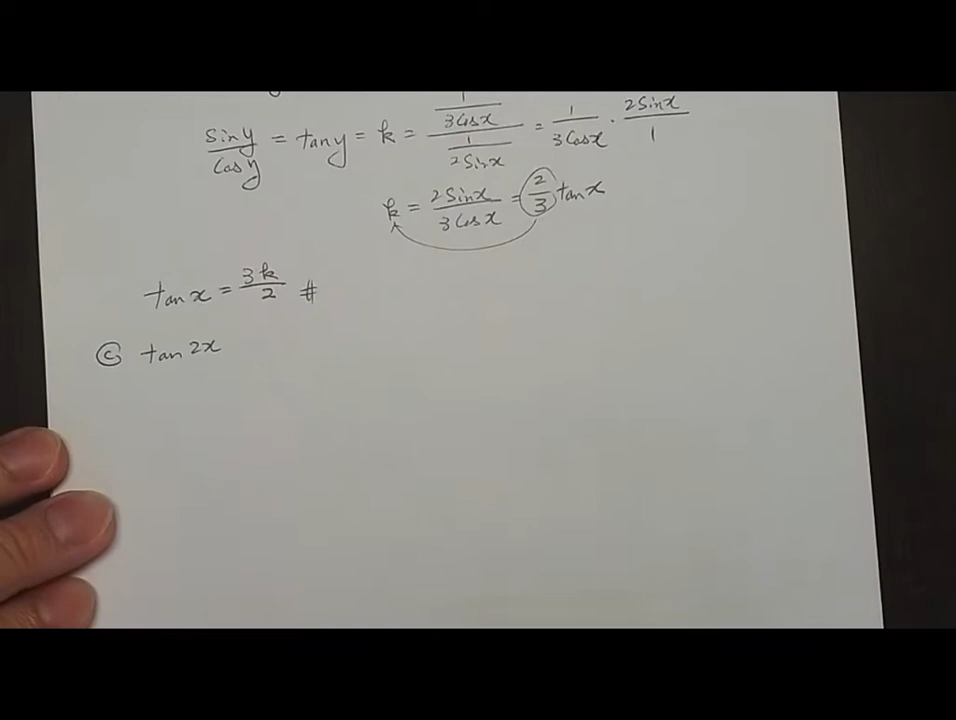 sin y / cos y = tan y = k = (1 / 3 cos x) / (1 / 2 sin x) = 1 / 3 cos x · 2 sin x / 1
k = 2 sin x / 3 cos x = 2/3 tan x
tan x = 3k / 2 #
Ⓒ tan 2x